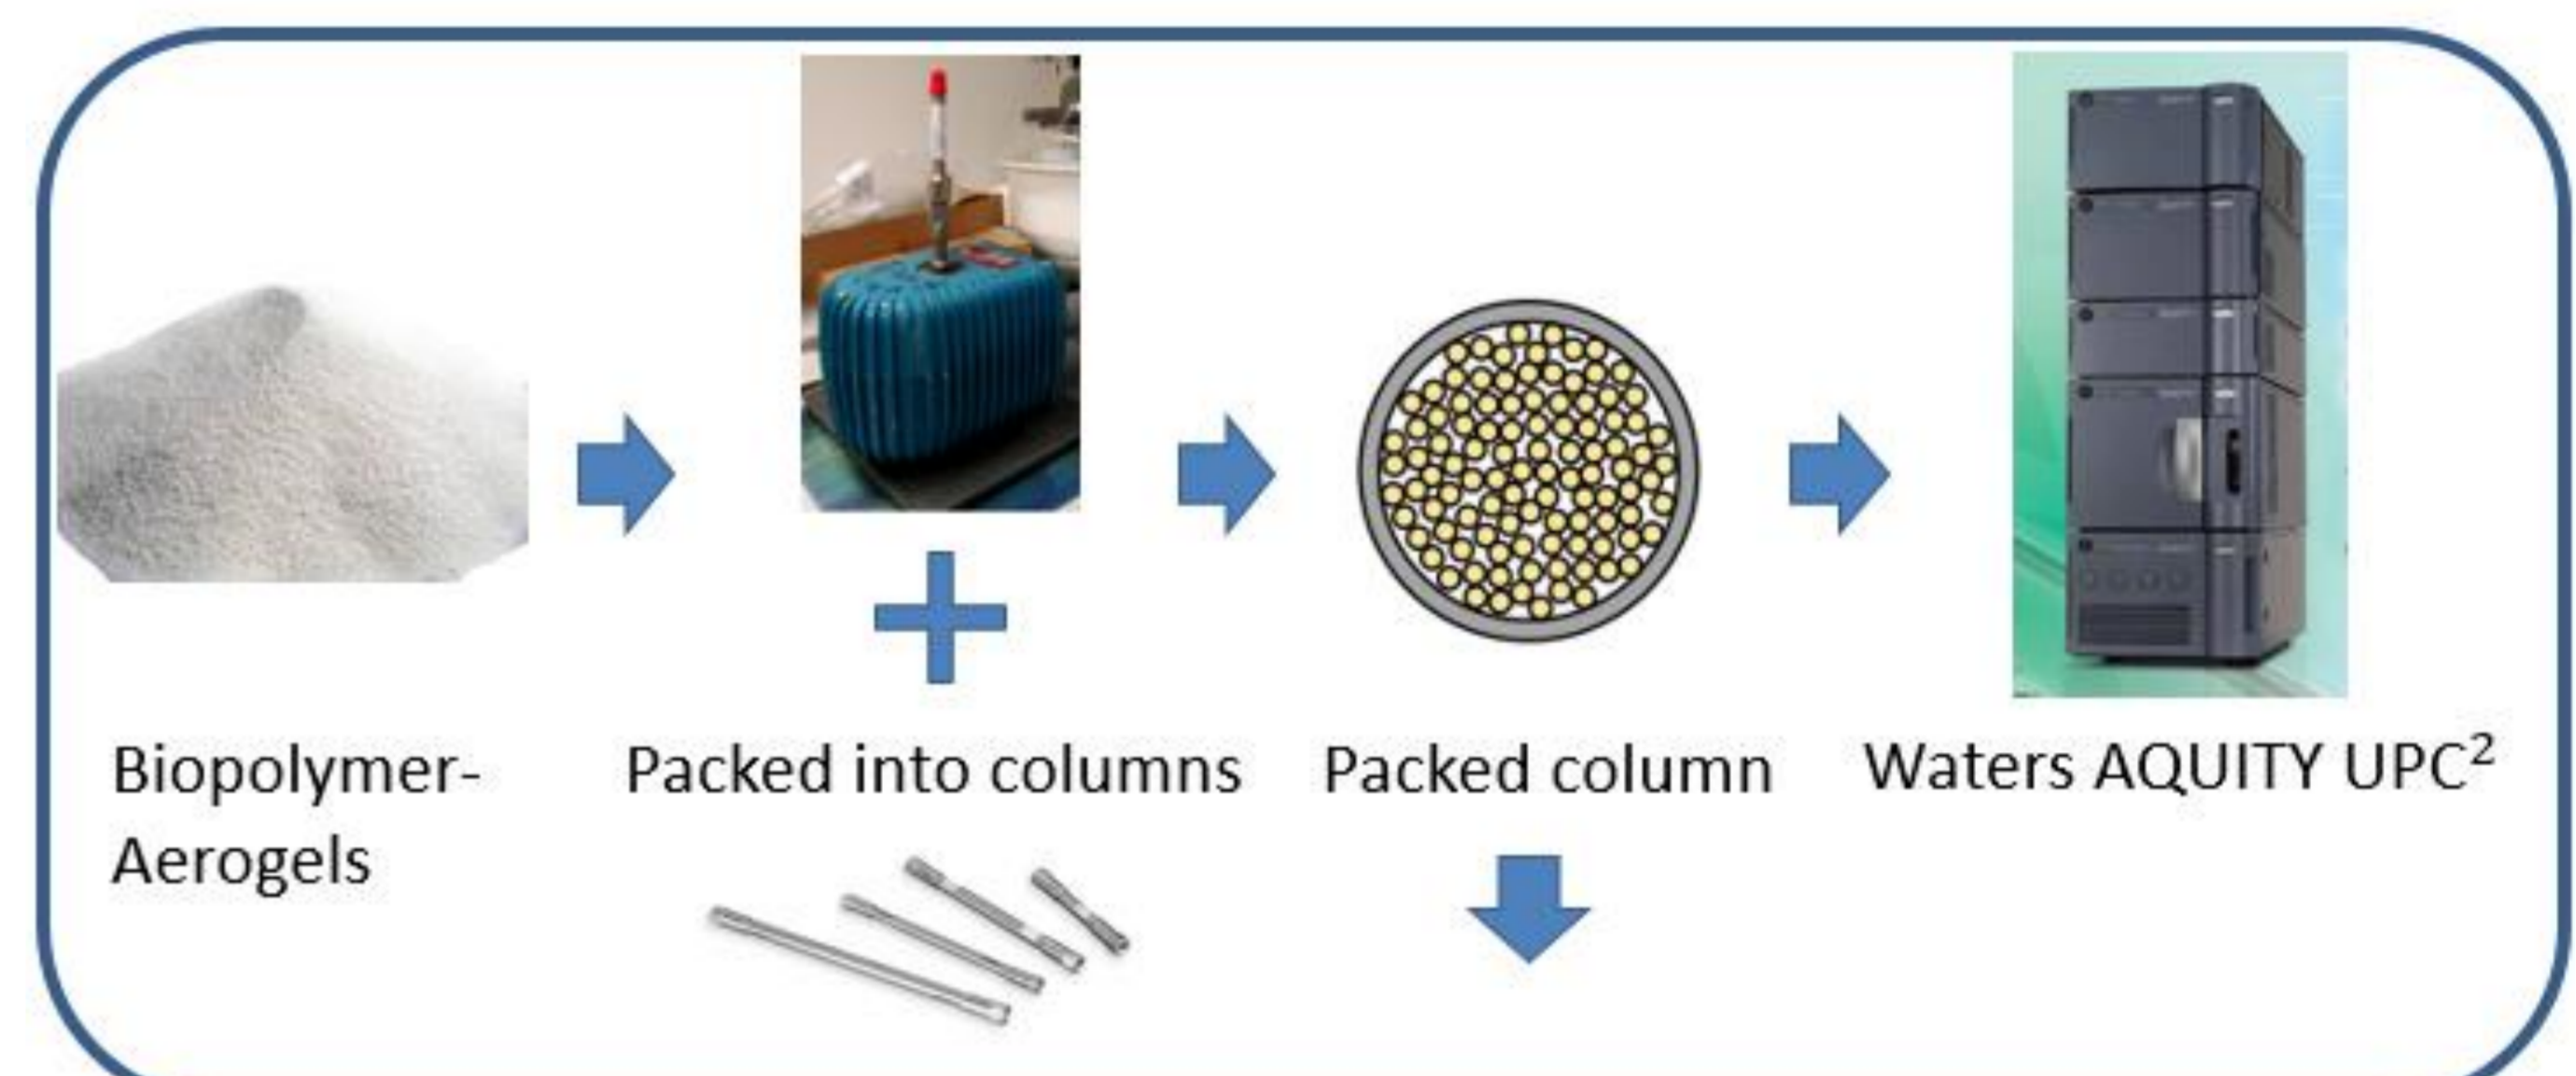 Biopolymer-
Aerogels
Packed into columns
Packed column
Waters AQUITY UPC²